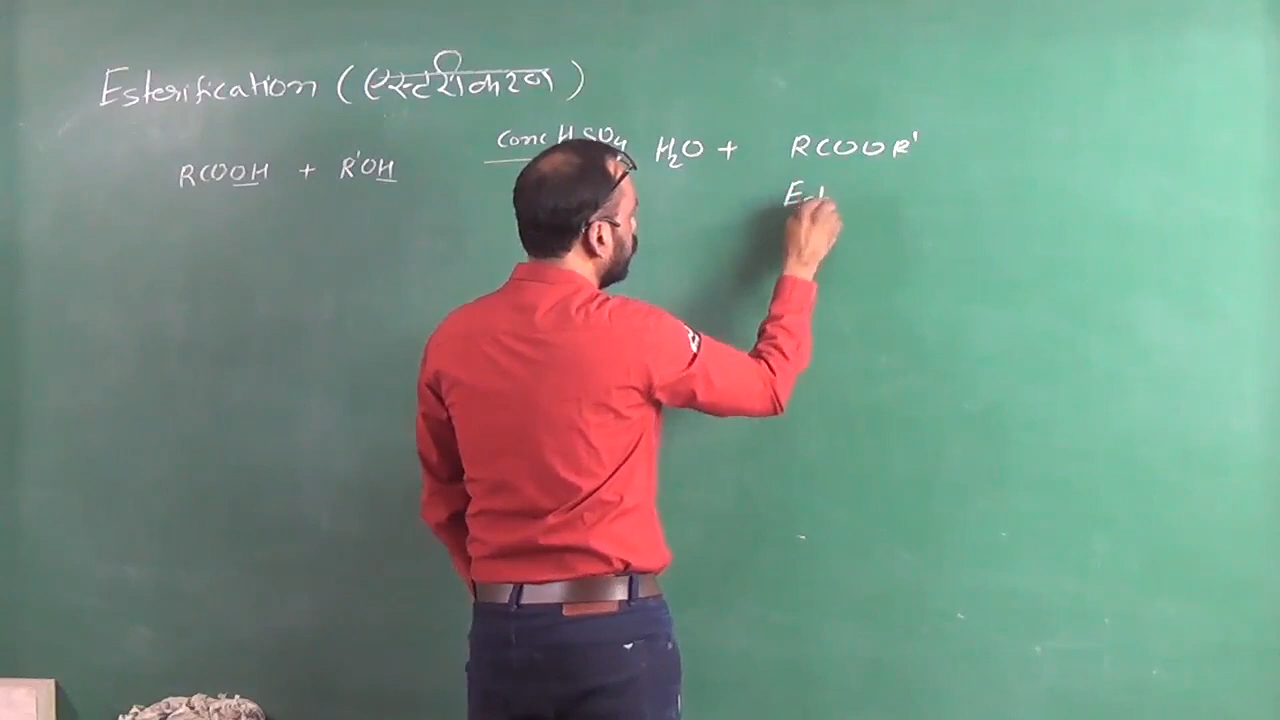 Esterification (एस्टरीकरण)
RCOOH + R'OH conc H₂SO₄ H₂O + RCOOR'